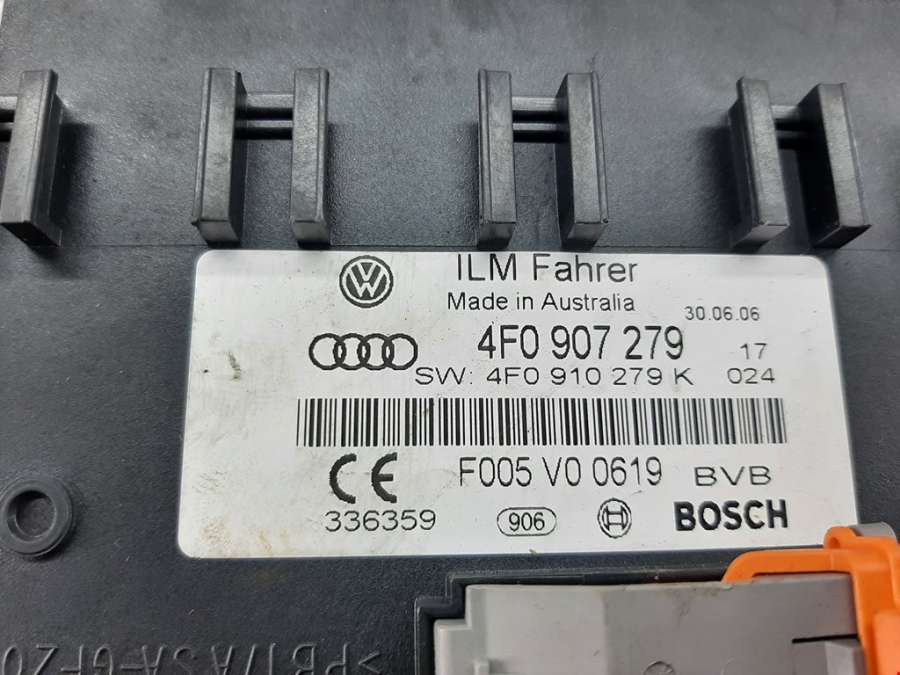 ILM Fahrer
Made in Australia
30.06.06
4F0 907 279 17
SW: 4F0 910 279 K 024
CE F005 V0 0619 BVB
336359 906 BOSCH